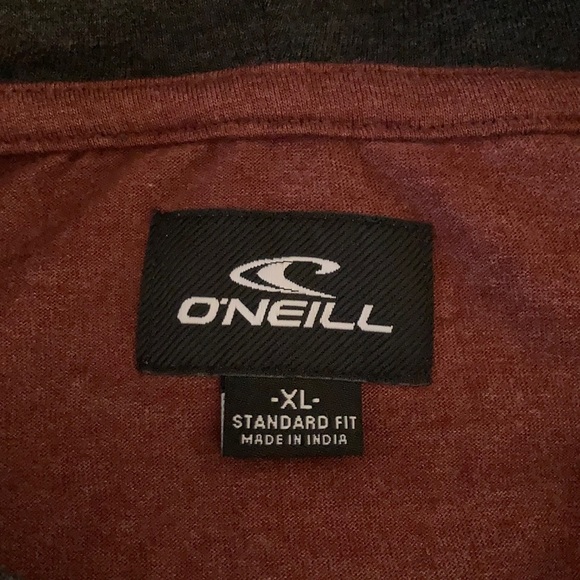 O'NEILL
-XL-
STANDARD FIT
MADE IN INDIA